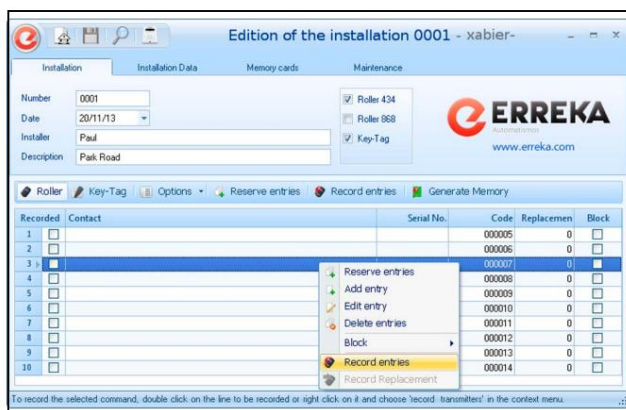 Edition of the installation 0001 - xabier-
Installation Installation Data Memory cards Maintenance
Number 0001
Date 20/11/13
Installer Paul
Description Park Road
Roller 434
Roller 868
Key-Tag
ERREKA
Automatismos
www.erreka.com
Roller Key-Tag Options Reserve entries Record entries Generate Memory
Recorded Contact Serial No. Code Replacemen Block
1 000005 0
2 000006 0
3 000007 0
4 000008 0
5 000009 0
6 000010 0
7 000011 0
8 000012 0
9 000013 0
10 000014 0
Reserve entries
Add entry
Edit entry
Delete entries
Block
Record entries
Record Replacement
To record the selected command, double click on the line to be recorded or right click on it and choose 'record transmitters' in the context menu.